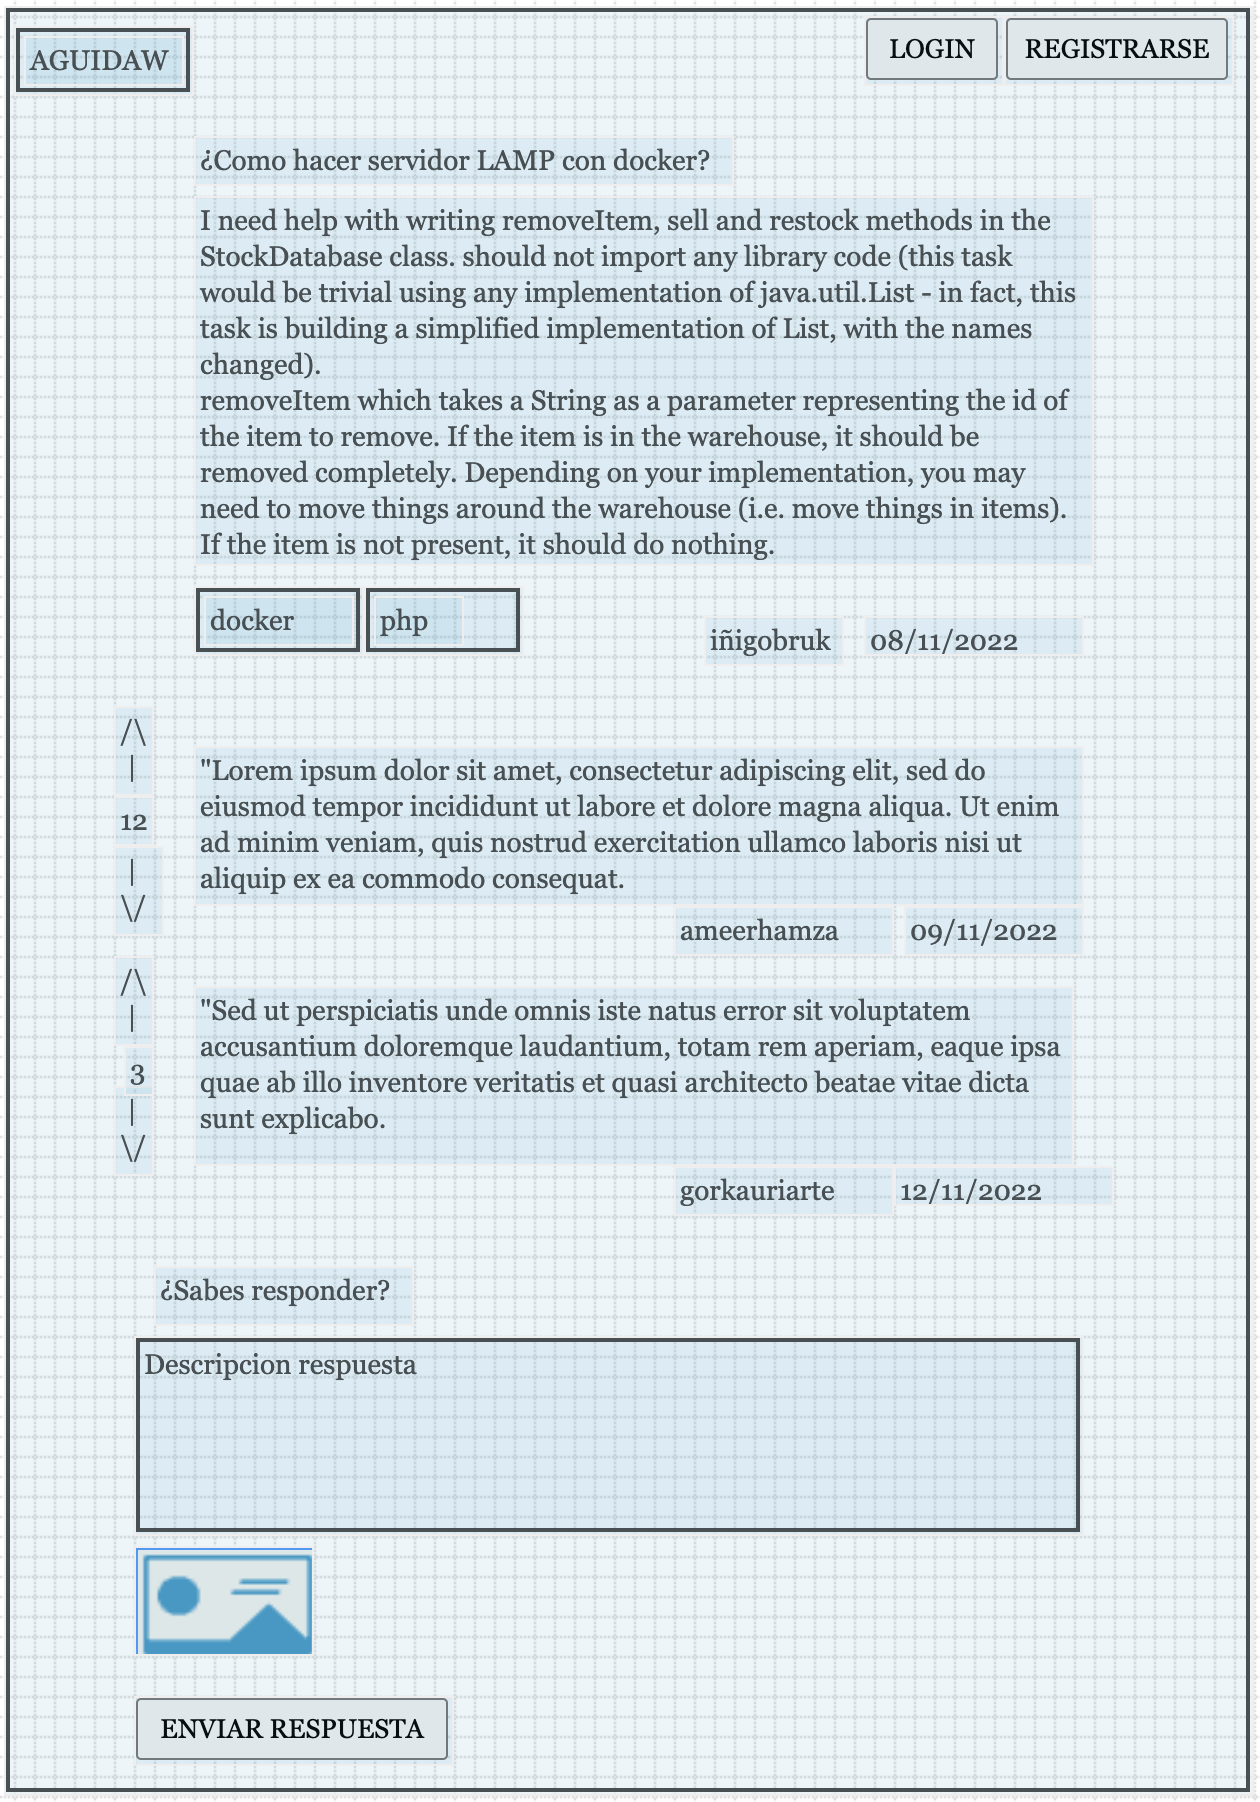 AGUIDAW
LOGIN
REGISTRARSE
¿Como hacer servidor LAMP con docker?
I need help with writing removeItem, sell and restock methods in the
StockDatabase class. should not import any library code (this task
would be trivial using any implementation of java.util.List - in fact, this
task is building a simplified implementation of List, with the names
changed).
removeItem which takes a String as a parameter representing the id of
the item to remove. If the item is in the warehouse, it should be
removed completely. Depending on your implementation, you may
need to move things around the warehouse (i.e. move things in items).
If the item is not present, it should do nothing.
docker
php
iñigobruk
08/11/2022
/\
|
12
|
\/
"Lorem ipsum dolor sit amet, consectetur adipiscing elit, sed do
eiusmod tempor incididunt ut labore et dolore magna aliqua. Ut enim
ad minim veniam, quis nostrud exercitation ullamco laboris nisi ut
aliquip ex ea commodo consequat.
ameerhamza
09/11/2022
/\
|
3
|
\/
"Sed ut perspiciatis unde omnis iste natus error sit voluptatem
accusantium doloremque laudantium, totam rem aperiam, eaque ipsa
quae ab illo inventore veritatis et quasi architecto beatae vitae dicta
sunt explicabo.
gorkauriarte
12/11/2022
¿Sabes responder?
Descripcion respuesta
ENVIAR RESPUESTA